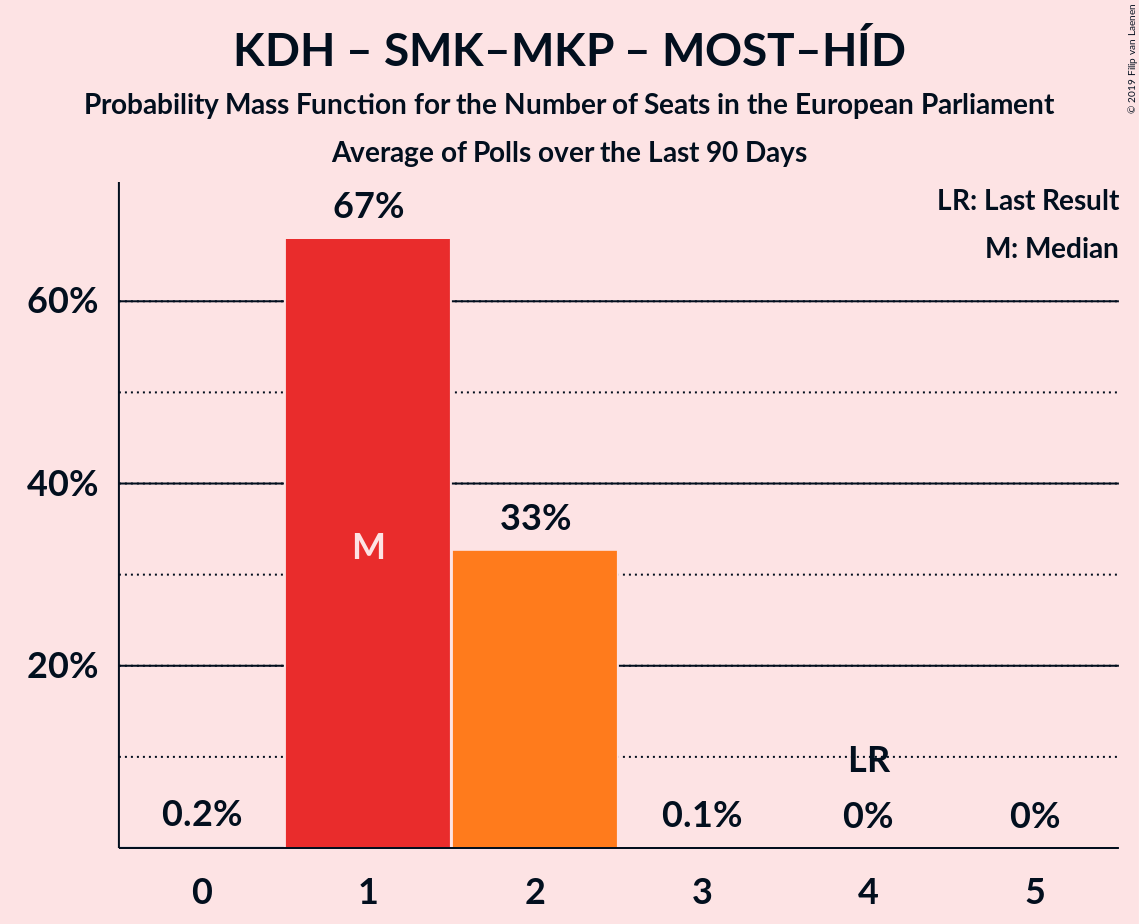 KDH – SMK–MKP – MOST–HÍD
Probability Mass Function for the Number of Seats in the European Parliament
Average of Polls over the Last 90 Days
© 2019 Filip van Laenen
LR: Last Result
M: Median
67%
60%
40%
33%
M
20%
LR
0.2%
0.1%
0%
0%
0
1
2
3
4
5